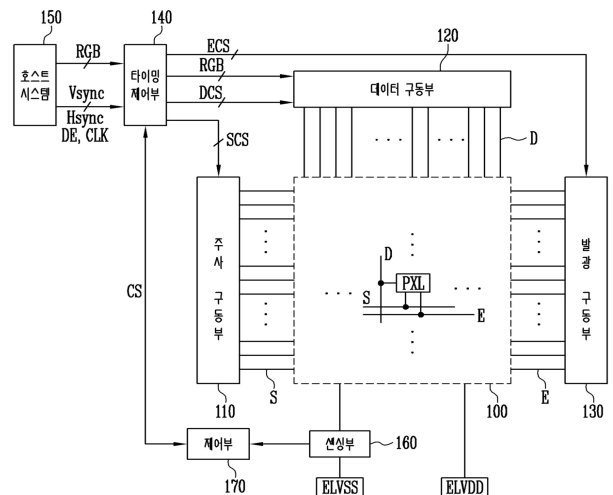 150
140
120
호스트
시스템
RGB
Vsync
Hsync
DE, CLK
타이밍
제어부
ECS
RGB
DCS
SCS
데이터 구동부
D
주사 구동부
발광 구동부
D
PXL
S
E
CS
S
110
100
E
130
제어부
170
센싱부
160
ELVSS
ELVDD